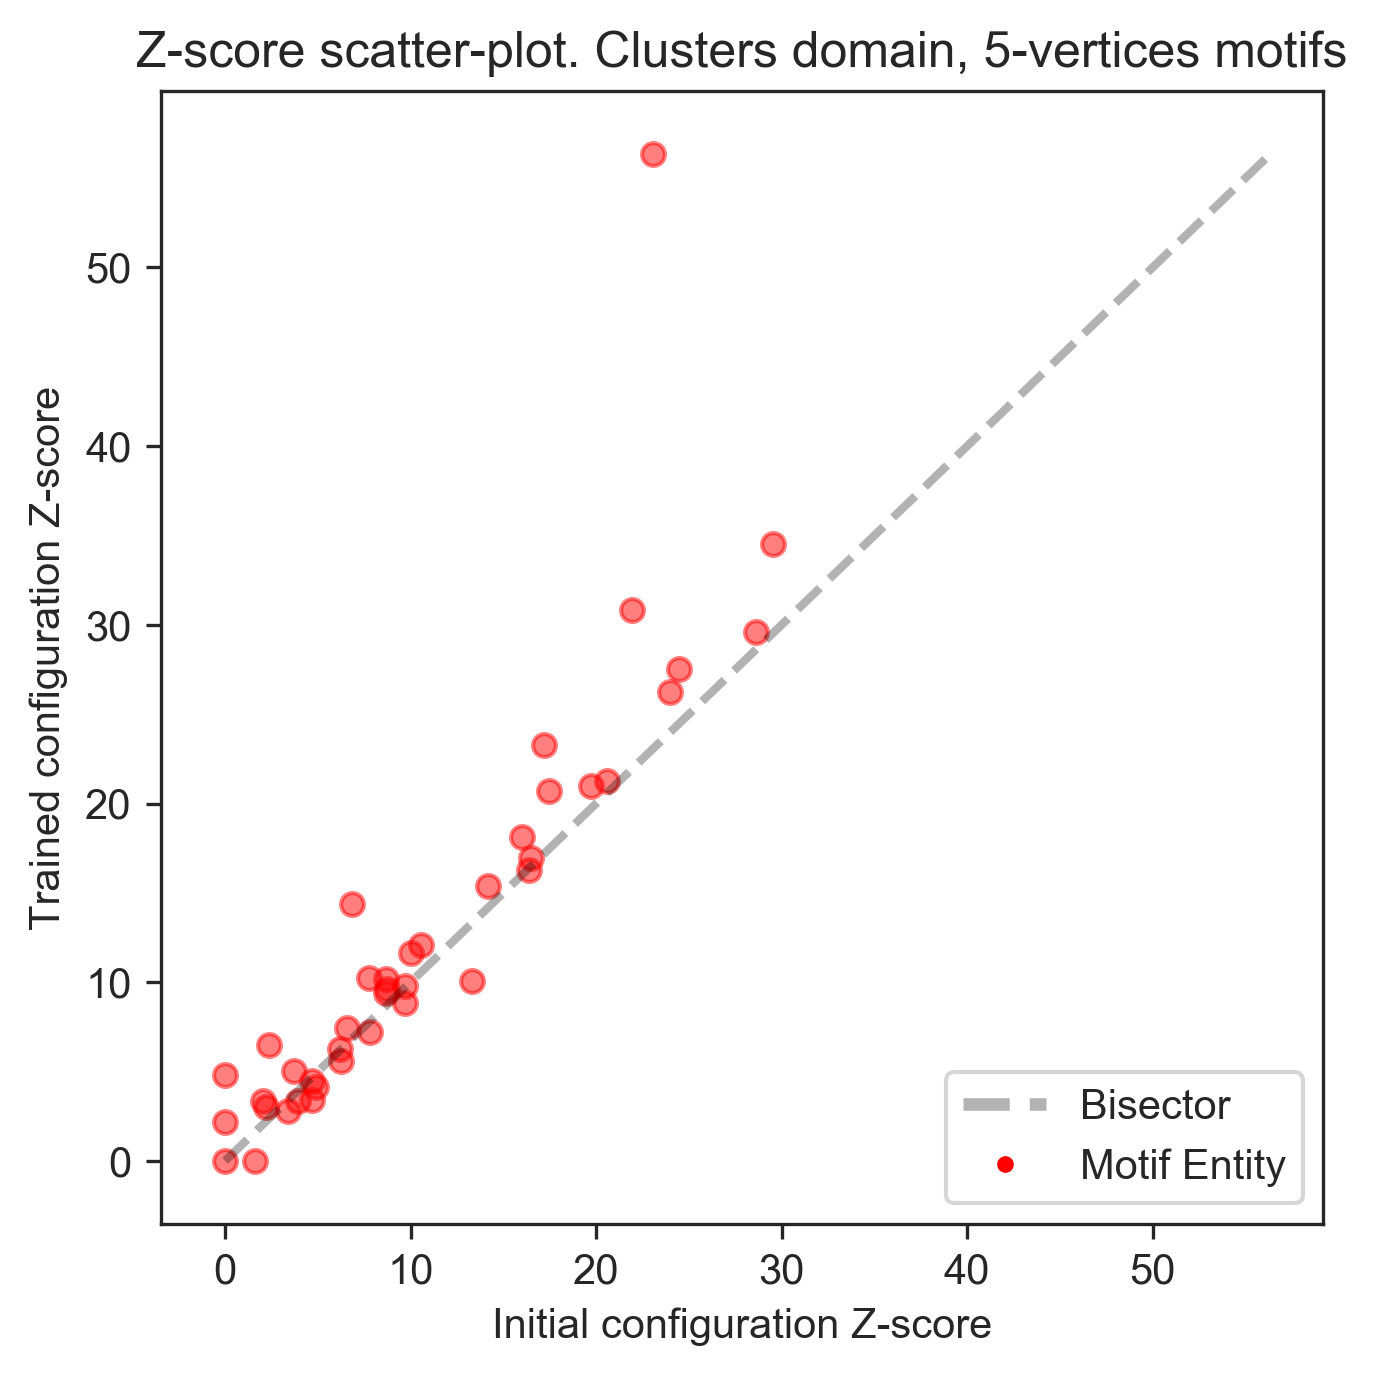 Z-score scatter-plot. Clusters domain, 5-vertices motifs
Trained configuration Z-score
50
40
30
20
10
0
Bisector
Motif Entity
0 10 20 30 40 50
Initial configuration Z-score